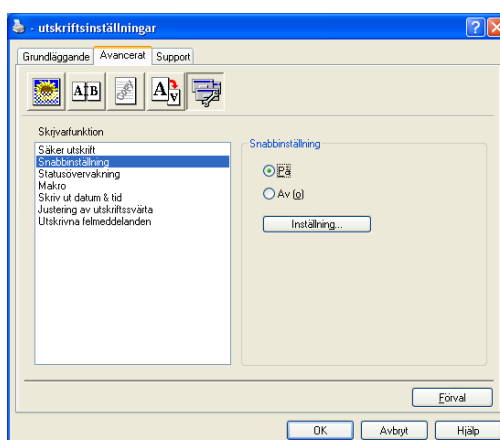 - utskriftsinställningar
Grundläggande Avancerat Support
A B
A A
Skrivarfunktion
Säker utskrift
Snabbinställning
Statusövervakning
Makro
Skriv ut datum & tid
Justering av utskriftssvärta
Utskrivna felmeddelanden
Snabbinställning
På
Av (o)
Inställning...
Förval
OK Avbryt Hjälp